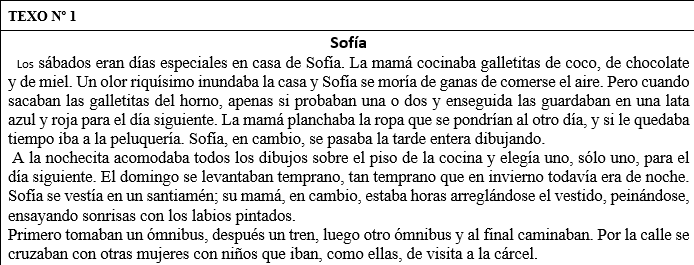 TEXO Nº 1
Sofía
Los sábados eran días especiales en casa de Sofía. La mamá cocinaba galletitas de coco, de chocolate
y de miel. Un olor riquísimo inundaba la casa y Sofía se moría de ganas de comerse el aire. Pero cuando
sacaban las galletitas del horno, apenas si probaban una o dos y enseguida las guardaban en una lata
azul y roja para el día siguiente. La mamá planchaba la ropa que se pondrían al otro día, y si le quedaba
tiempo iba a la peluquería. Sofía, en cambio, se pasaba la tarde entera dibujando.
A la nochecita acomodaba todos los dibujos sobre el piso de la cocina y elegía uno, sólo uno, para el
día siguiente. El domingo se levantaban temprano, tan temprano que en invierno todavía era de noche.
Sofía se vestía en un santiamén; su mamá, en cambio, estaba horas arreglándose el vestido, peinándose,
ensayando sonrisas con los labios pintados.
Primero tomaban un ómnibus, después un tren, luego otro ómnibus y al final caminaban. Por la calle se
cruzaban con otras mujeres con niños que iban, como ellas, de visita a la cárcel.